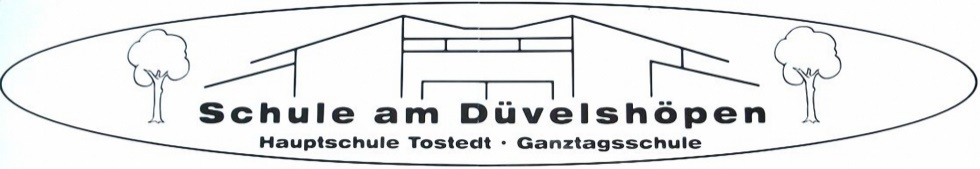 Schule am Düvelshöpen
Hauptschule Tostedt · Ganztagsschule